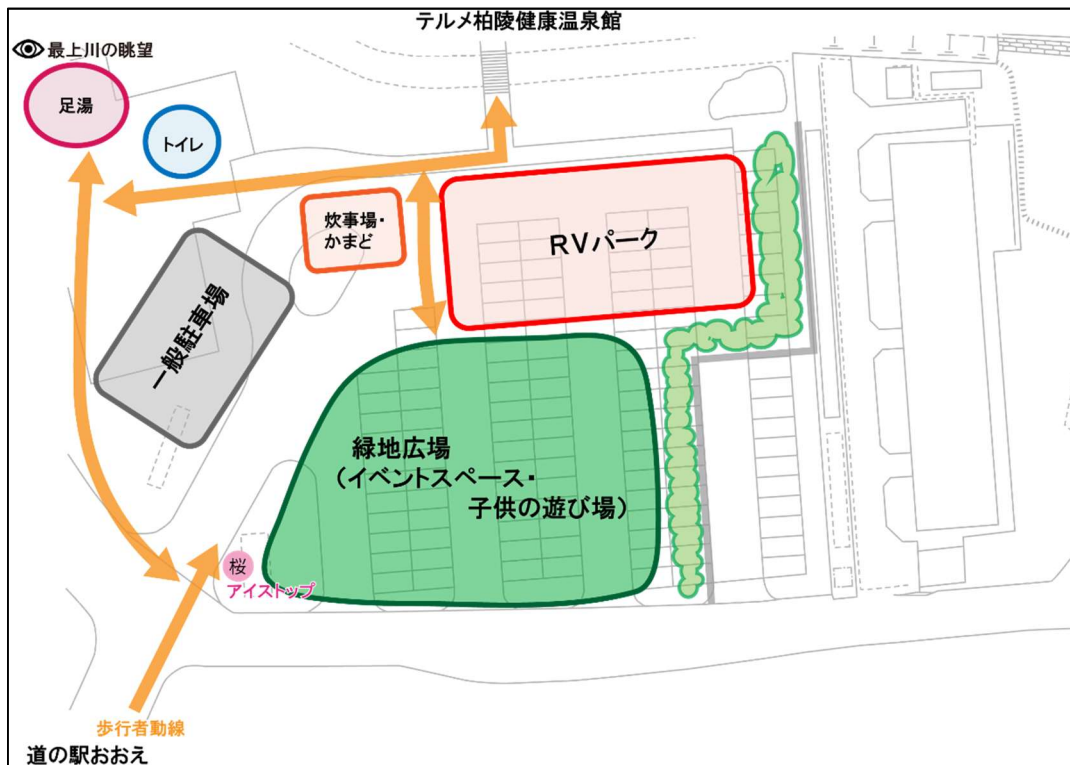 テルメ柏陵健康温泉館
最上川の眺望
足湯
トイレ
炊事場・
かまど
RVパーク
一般駐車場
緑地広場
（イベントスペース・
子供の遊び場）
桜
アイストップ
歩行者動線
道の駅おおえ